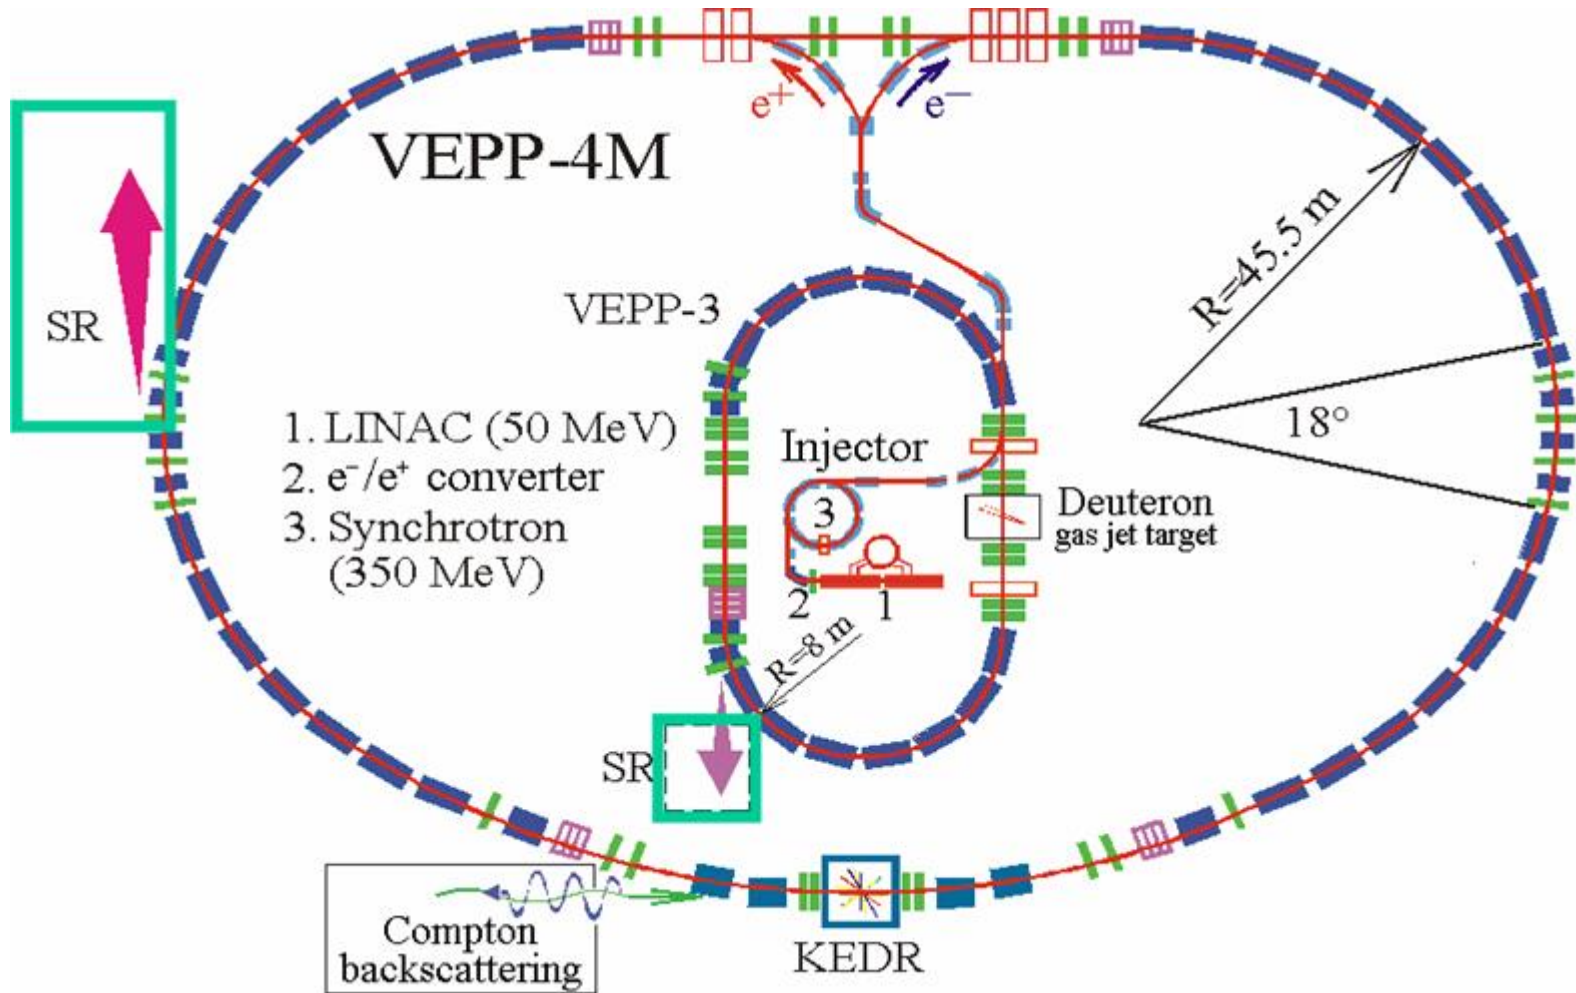 e⁺
e⁻
VEPP-4M
R=45.5 m
SR
VEPP-3
1. LINAC (50 MeV)
2. e⁻/e⁺ converter
3. Synchrotron
(350 MeV)
Injector
3
2
1
18°
Deuteron
gas jet target
R=8 m
SR
Compton
backscattering
KEDR